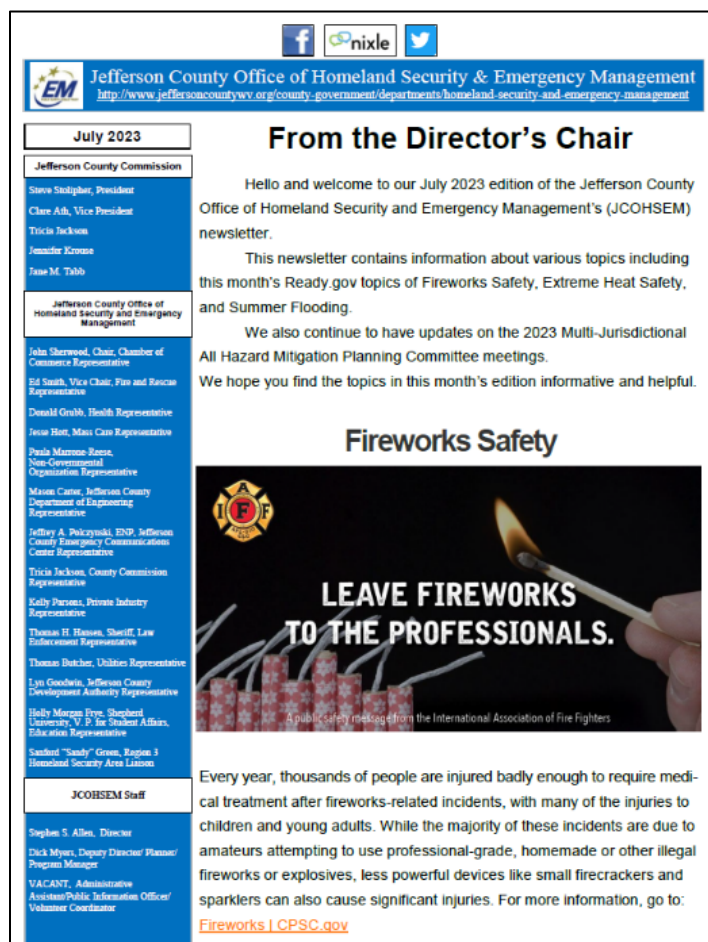 f
nixle
EM
Jefferson County Office of Homeland Security & Emergency Management
http://www.jeffersoncountywv.org/county-government/departments/homeland-security-and-emergency-management
July 2023
Jefferson County Commission
Steve Stolipher, President
Clare Ath, Vice President
Tricia Jackson
Jennifer Krouse
Jane M. Tabb
Jefferson County Office of
Homeland Security and Emergency
Management
John Sherwood, Chair, Chamber of
Commerce Representative
Ed Smith, Vice Chair, Fire and Rescue
Representative
Donald Grubb, Health Representative
Jesse Hott, Mass Care Representative
Paula Marrone-Reese,
Non-Governmental
Organization Representative
Mason Carter, Jefferson County
Department of Engineering
Representative
Jeffrey A. Polczynski, ENP, Jefferson
County Emergency Communications
Center Representative
Tricia Jackson, County Commission
Representative
Kelly Parsons, Private Industry
Representative
Thomas H. Hansen, Sheriff, Law
Enforcement Representative
Thomas Butcher, Utilities Representative
Lyn Goodwin, Jefferson County
Development Authority Representative
Holly Morgan Frye, Shepherd
University, V. P. for Student Affairs,
Education Representative
Sanford "Sandy" Green, Region 3
Homeland Security Area Liaison
JCOHSEM Staff
Stephen S. Allen, Director
Dick Myers, Deputy Director/ Planner/
Program Manager
VACANT, Administrative
Assistant/Public Information Officer/
Volunteer Coordinator
From the Director's Chair
Hello and welcome to our July 2023 edition of the Jefferson County
Office of Homeland Security and Emergency Management's (JCOHSEM)
newsletter.
This newsletter contains information about various topics including
this month's Ready.gov topics of Fireworks Safety, Extreme Heat Safety,
and Summer Flooding.
We also continue to have updates on the 2023 Multi-Jurisdictional
All Hazard Mitigation Planning Committee meetings.
We hope you find the topics in this month's edition informative and helpful.
Fireworks Safety
I A F F
LEAVE FIREWORKS
TO THE PROFESSIONALS.
A public safety message from the International Association of Fire Fighters
Every year, thousands of people are injured badly enough to require medi-
cal treatment after fireworks-related incidents, with many of the injuries to
children and young adults. While the majority of these incidents are due to
amateurs attempting to use professional-grade, homemade or other illegal
fireworks or explosives, less powerful devices like small firecrackers and
sparklers can also cause significant injuries. For more information, go to:
Fireworks | CPSC.gov